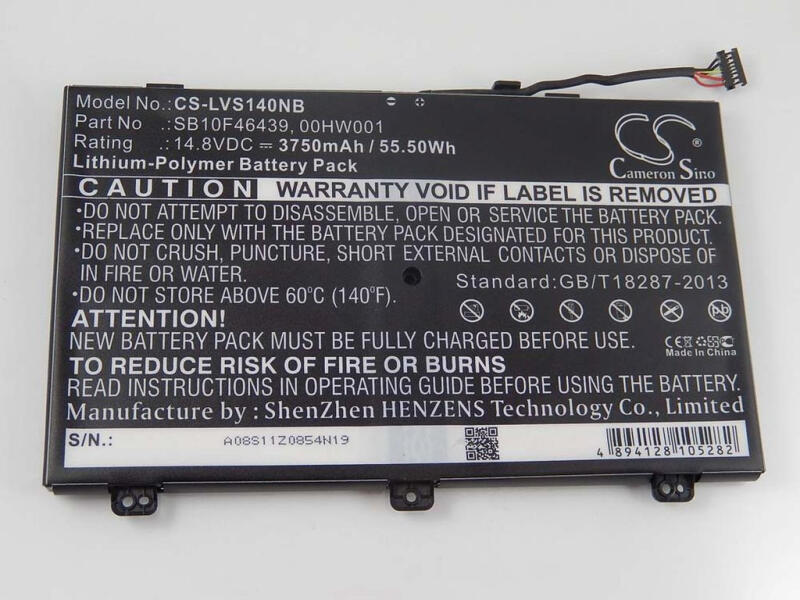 Model No.: CS-LVS140NB
Part No .: SB10F46439, 00HW001
Rating .: 14.8VDC ⎓ 3750mAh / 55.50Wh
Lithium-Polymer Battery Pack
CS ®
Cameron Sino
CAUTION WARRANTY VOID IF LABEL IS REMOVED
•DO NOT ATTEMPT TO DISASSEMBLE, OPEN OR SERVICE THE BATTERY PACK.
•REPLACE ONLY WITH THE BATTERY PACK DESIGNATED FOR THIS PRODUCT.
•DO NOT CRUSH, PUNCTURE, SHORT EXTERNAL CONTACTS OR DISPOSE OF
IN FIRE OR WATER.
•DO NOT STORE ABOVE 60°C (140°F).
Standard:GB/T18287-2013
Pb
ATTENTION!
NEW BATTERY PACK MUST BE FULLY CHARGED BEFORE USE.
TO REDUCE RISK OF FIRE OR BURNS
READ INSTRUCTIONS IN OPERATING GUIDE BEFORE USING THE BATTERY.
CE
Made In China
Manufacture by : ShenZhen HENZENS Technology Co., Limited
S/N.: A08S11Z0854N19
4 894128 105282